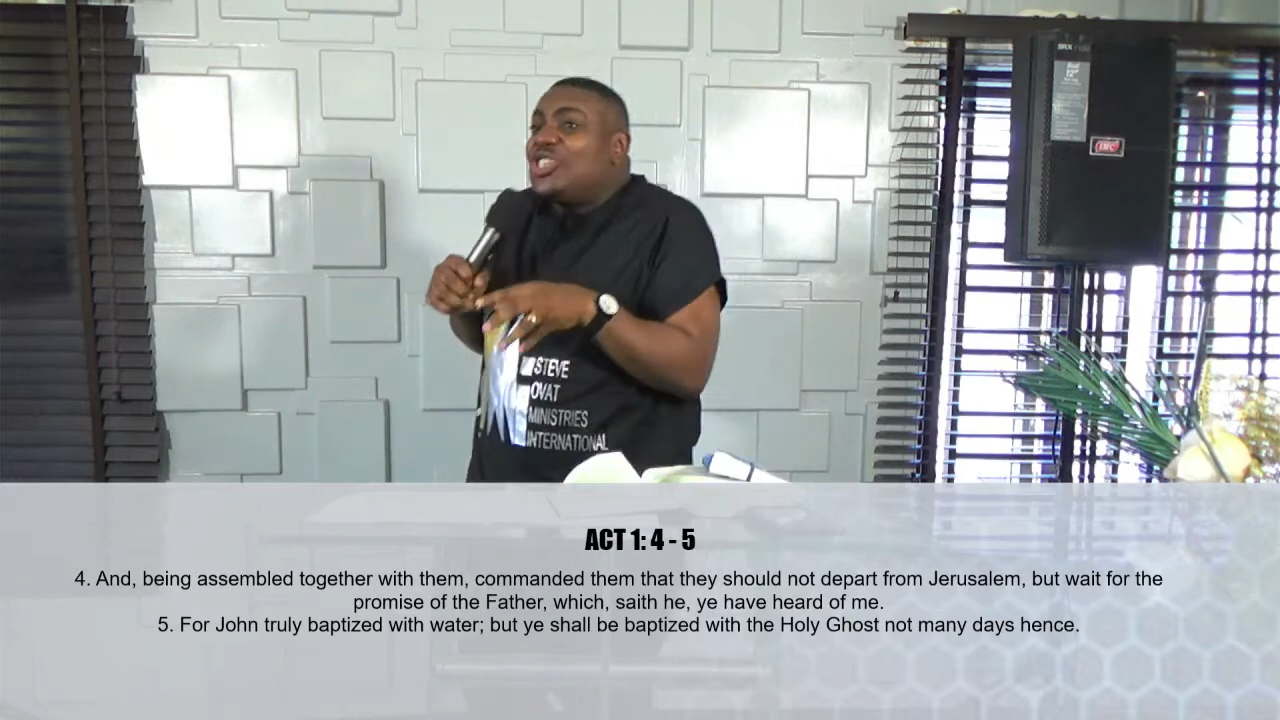 SRX
STEVE
OVAT
MINISTRIES
INTERNATIONAL
ACT 1: 4 - 5
4. And, being assembled together with them, commanded them that they should not depart from Jerusalem, but wait for the
promise of the Father, which, saith he, ye have heard of me.
5. For John truly baptized with water; but ye shall be baptized with the Holy Ghost not many days hence.